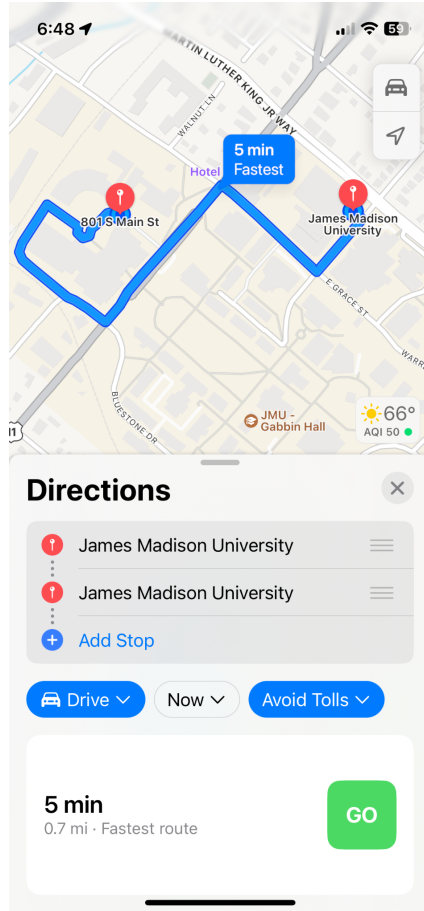 6:48
59
MARTIN LUTHER KING JR WAY
WALNUT LN
5 min
Fastest
Hotel
801 S Main St
James Madison
University
E GRACE ST
WARR
BLUESTONE DR
JMU -
Gabbin Hall
66°
AQI 50
11
Directions
James Madison University
James Madison University
Add Stop
Drive
Now
Avoid Tolls
5 min
0.7 mi · Fastest route
GO